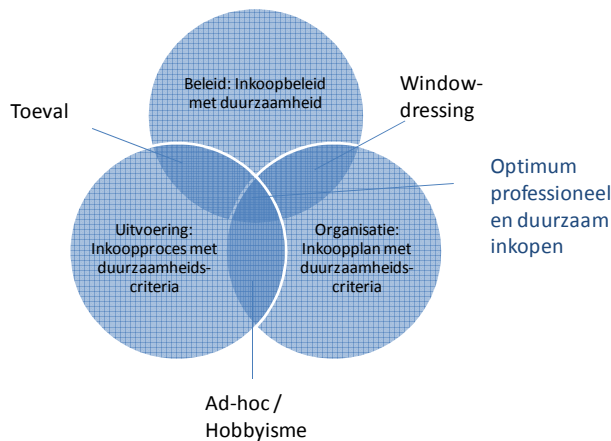 Beleid: Inkoopbeleid
met duurzaamheid
Window-
dressing
Toeval
Optimum
professioneel
en duurzaam
inkopen
Uitvoering:
Inkoopproces met
duurzaamheids-
criteria
Organisatie:
Inkoopplan met
duurzaamheids-
criteria
Ad-hoc /
Hobbyisme